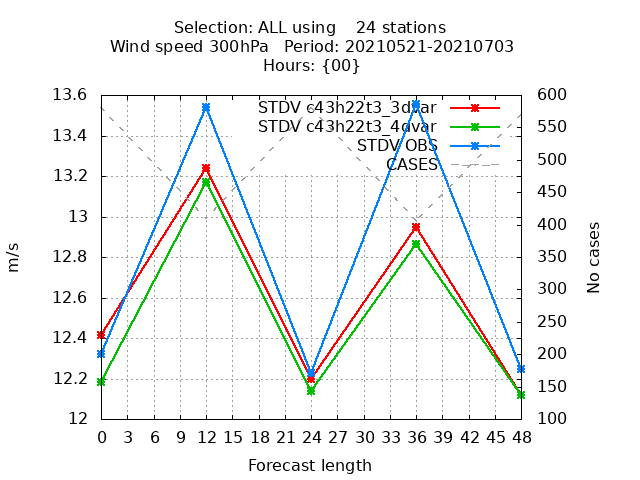 Selection: ALL using    24 stations
Wind speed 300hPa   Period: 20210521-20210703
Hours: {00}
STDV c43h22t3_3dvar
STDV c43h22t3_4dvar
STDV OBS
CASES
13.6
13.4
13.2
13
12.8
12.6
12.4
12.2
12
m/s
600
550
500
450
400
350
300
250
200
150
100
No cases
0 3 6 9 12 15 18 21 24 27 30 33 36 39 42 45 48
Forecast length